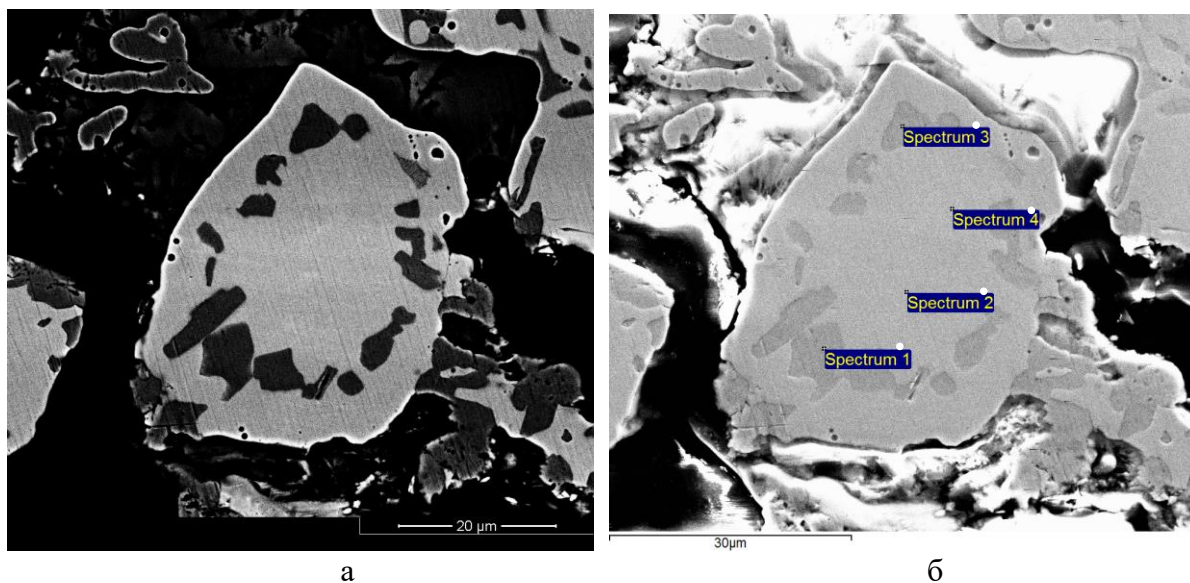 Spectrum 3
Spectrum 4
Spectrum 2
Spectrum 1
20 µm
30µm
а
б